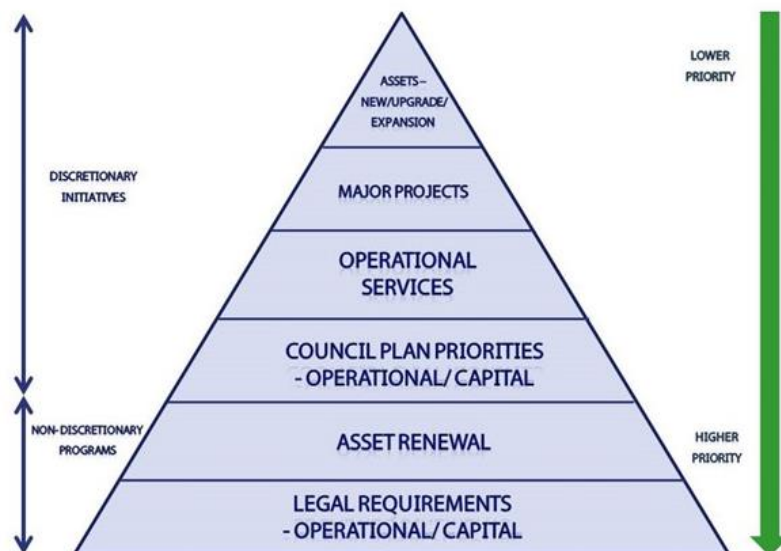 ASSETS –
NEW/UPGRADE/
EXPANSION
LOWER
PRIORITY
DISCRETIONARY
INITIATIVES
MAJOR PROJECTS
OPERATIONAL
SERVICES
COUNCIL PLAN PRIORITIES
- OPERATIONAL/ CAPITAL
NON-DISCRETIONARY
PROGRAMS
ASSET RENEWAL
HIGHER
PRIORITY
LEGAL REQUIREMENTS
- OPERATIONAL/ CAPITAL